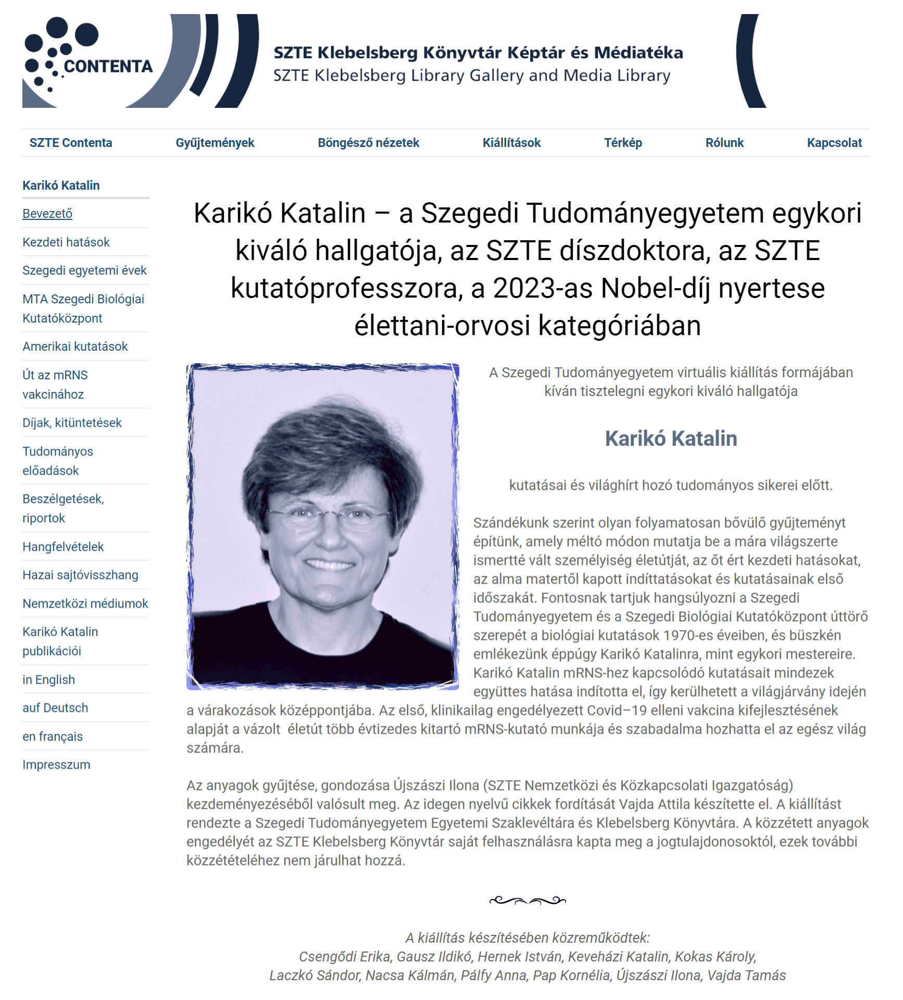 CONTENTA
SZTE Klebelsberg Könyvtár Képtár és Médiatéka
SZTE Klebelsberg Library Gallery and Media Library
SZTE Contenta Gyűjtemények Böngésző nézetek Kiállítások Térkép Rólunk Kapcsolat
Karikó Katalin
Bevezető
Kezdeti hatások
Szegedi egyetemi évek
MTA Szegedi Biológiai
Kutatóközpont
Amerikai kutatások
Út az mRNS
vakcinához
Díjak, kitüntetések
Tudományos
előadások
Beszélgetések,
riportok
Hangfelvételek
Hazai sajtóvisszhang
Nemzetközi médiumok
Karikó Katalin
publikációi
in English
auf Deutsch
en français
Impresszum
Karikó Katalin – a Szegedi Tudományegyetem egykori
kiváló hallgatója, az SZTE díszdoktora, az SZTE
kutatóprofesszora, a 2023-as Nobel-díj nyertese
élettani-orvosi kategóriában
A Szegedi Tudományegyetem virtuális kiállítás formájában
kíván tisztelegni egykori kiváló hallgatója
Karikó Katalin
kutatásai és világhírt hozó tudományos sikerei előtt.
Szándékunk szerint olyan folyamatosan bővülő gyűjteményt
építünk, amely méltó módon mutatja be a mára világszerte
ismertté vált személyiség életútját, az őt ért kezdeti hatásokat,
az alma matertől kapott indíttatásokat és kutatásainak első
időszakát. Fontosnak tartjuk hangsúlyozni a Szegedi
Tudományegyetem és a Szegedi Biológiai Kutatóközpont úttörő
szerepét a biológiai kutatások 1970-es éveiben, és büszkén
emlékezünk éppúgy Karikó Katalinra, mint egykori mestereire.
Karikó Katalin mRNS-hez kapcsolódó kutatásait mindezek
együttes hatása indította el, így kerülhetett a világjárvány idején
a várakozások középpontjába. Az első, klinikailag engedélyezett Covid–19 elleni vakcina kifejlesztésének
alapját a vázolt  életút több évtizedes kitartó mRNS-kutató munkája és szabadalma hozhatta el az egész világ
számára.
Az anyagok gyűjtése, gondozása Újszászi Ilona (SZTE Nemzetközi és Közkapcsolati Igazgatóság)
kezdeményezéséből valósult meg. Az idegen nyelvű cikkek fordítását Vajda Attila készítette el. A kiállítást
rendezte a Szegedi Tudományegyetem Egyetemi Szaklevéltára és Klebelsberg Könyvtára. A közzétett anyagok
engedélyét az SZTE Klebelsberg Könyvtár saját felhasználásra kapta meg a jogtulajdonosoktól, ezek további
közzétételéhez nem járulhat hozzá.
A kiállítás készítésében közreműködtek:
Csengődi Erika, Gausz Ildikó, Hernek István, Keveházi Katalin, Kokas Károly,
Laczkó Sándor, Nacsa Kálmán, Pálfy Anna, Pap Kornélia, Újszászi Ilona, Vajda Tamás